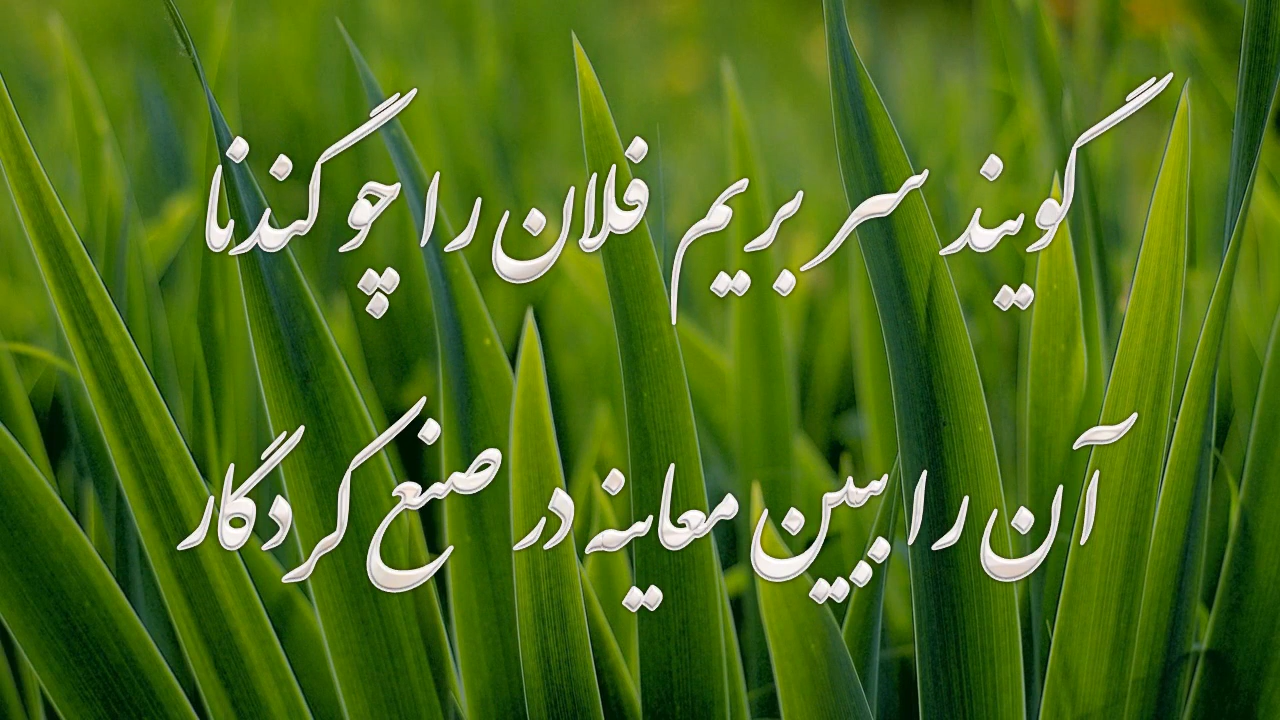 گویند سر بریم فلان را چو گندنا
آن را ببین معاینه در صنع کردگار